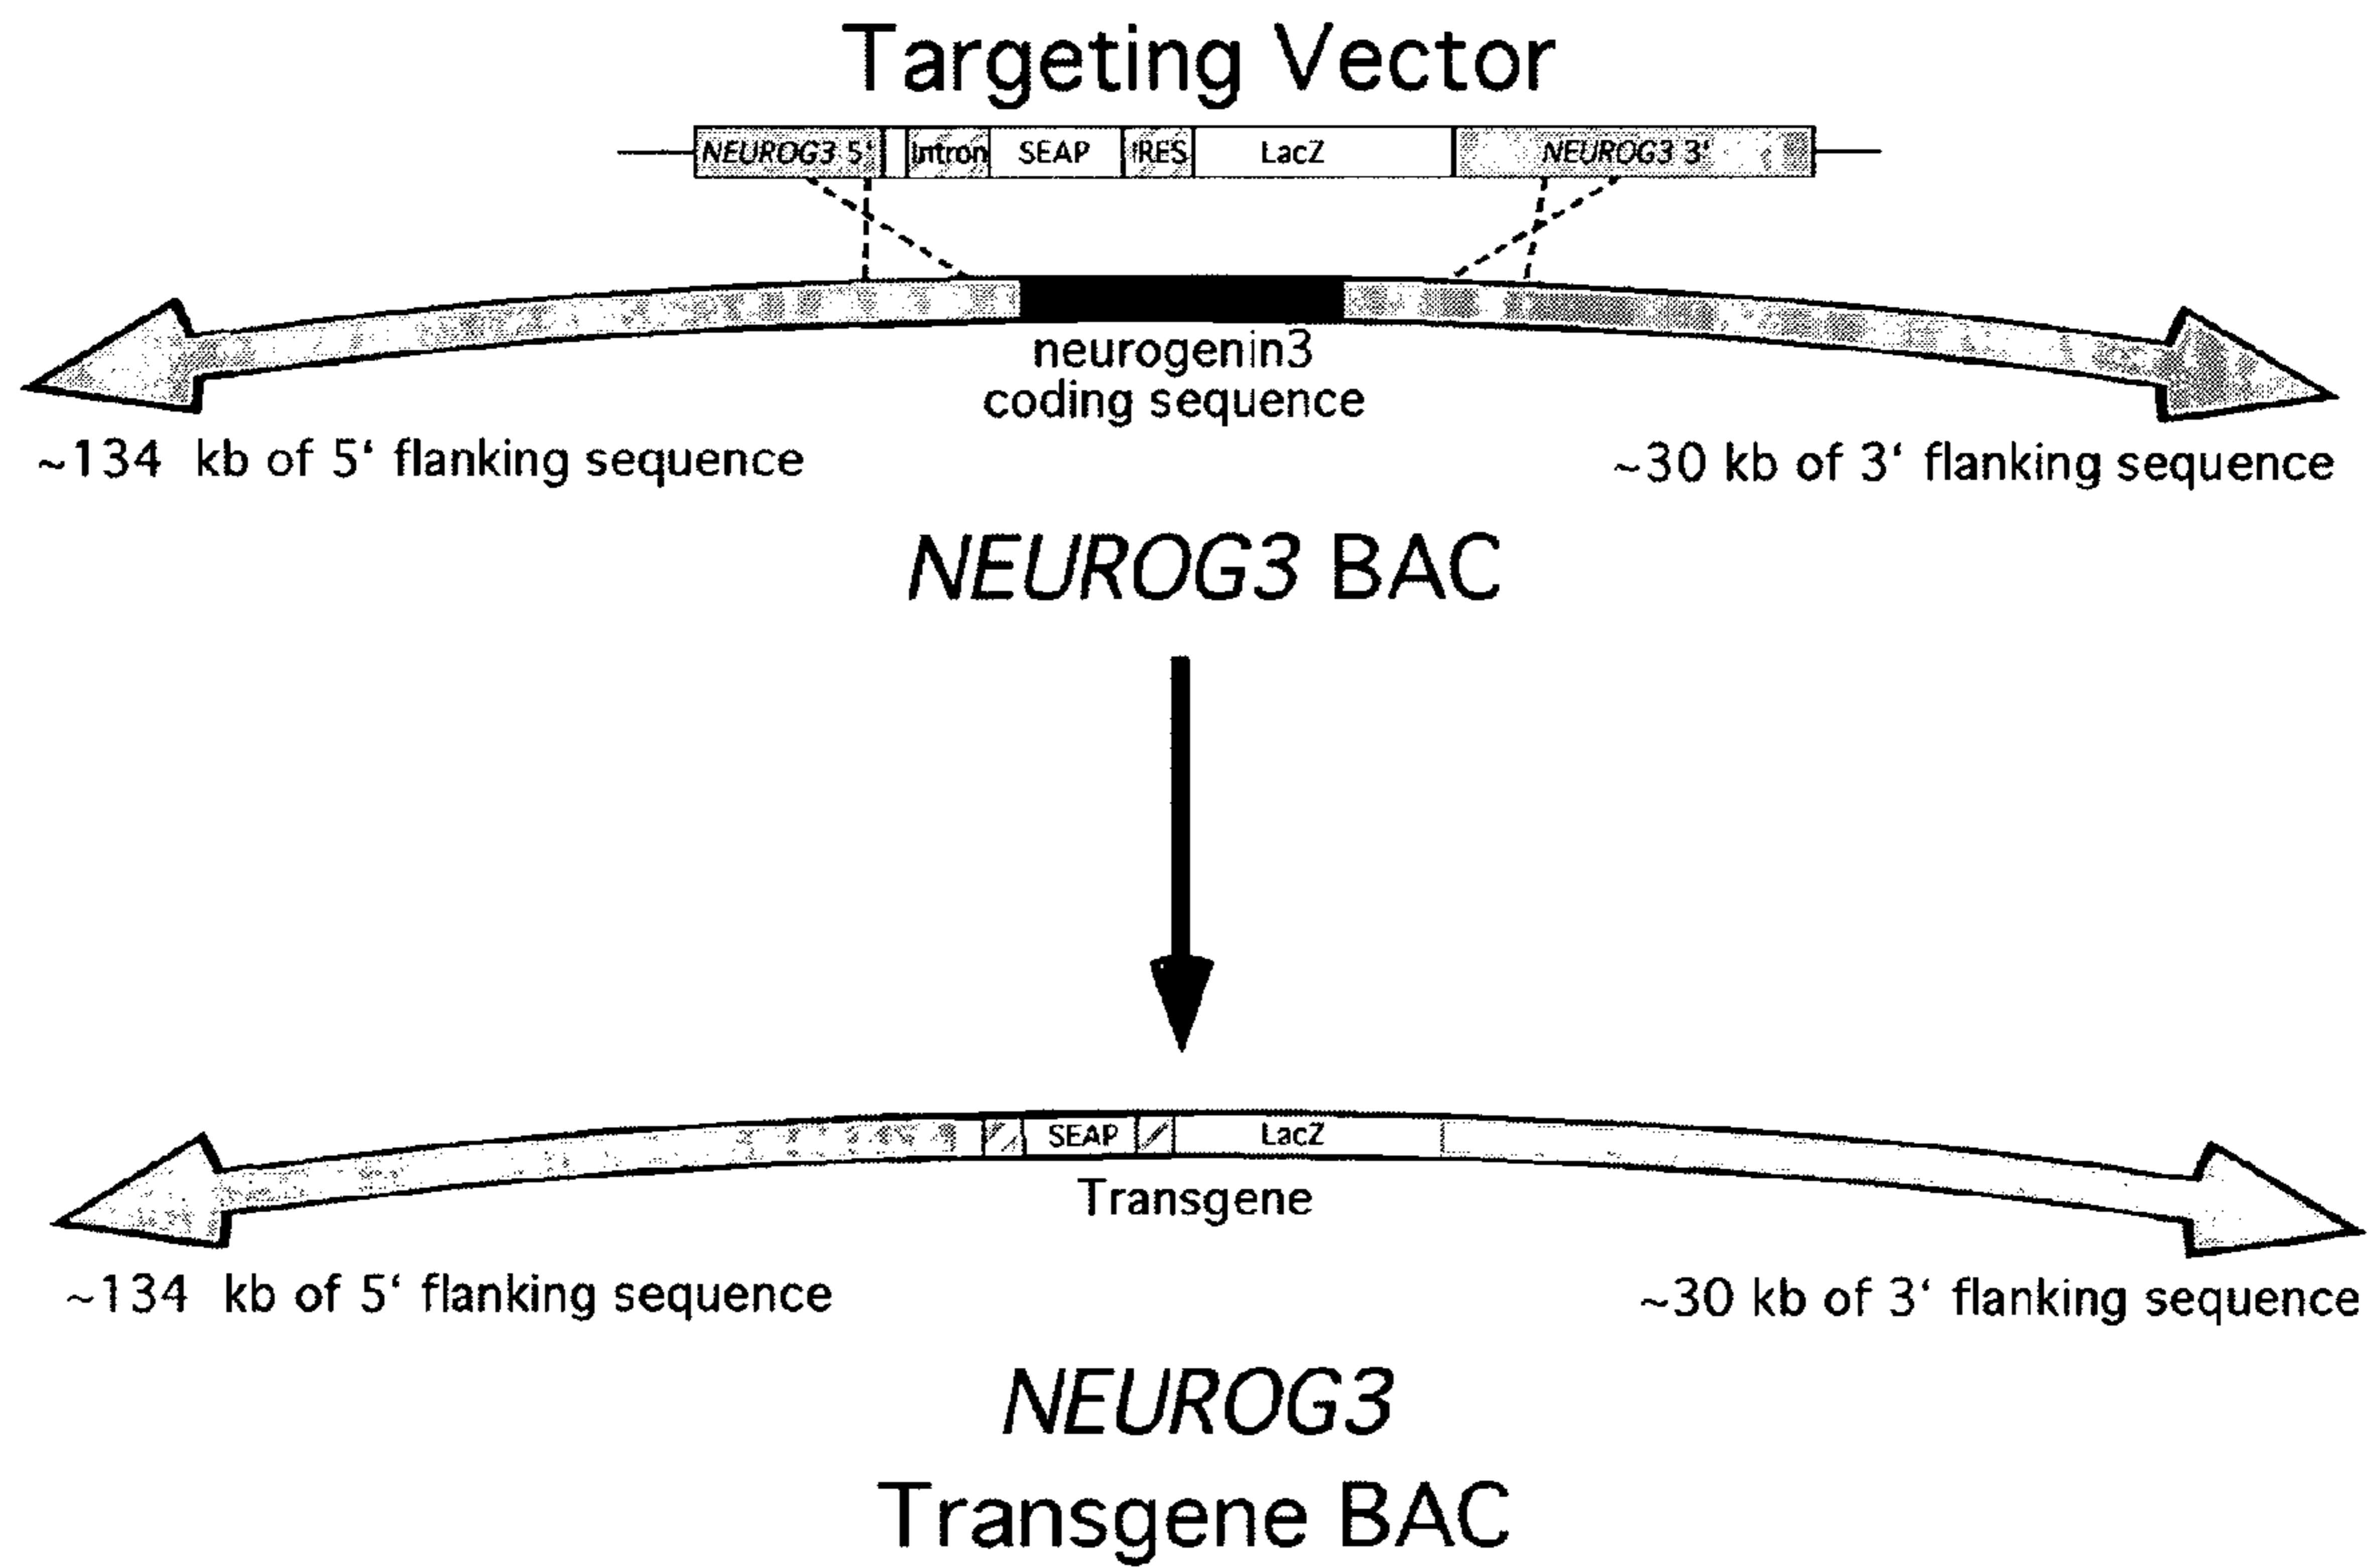 Targeting Vector
NEUROG3 5‘ Intron SEAP IRES LacZ NEUROG3 3‘
neurogenin3
coding sequence
~134 kb of 5‘ flanking sequence
~30 kb of 3‘ flanking sequence
NEUROG3 BAC
SEAP LacZ
Transgene
~134 kb of 5‘ flanking sequence
~30 kb of 3‘ flanking sequence
NEUROG3
Transgene BAC